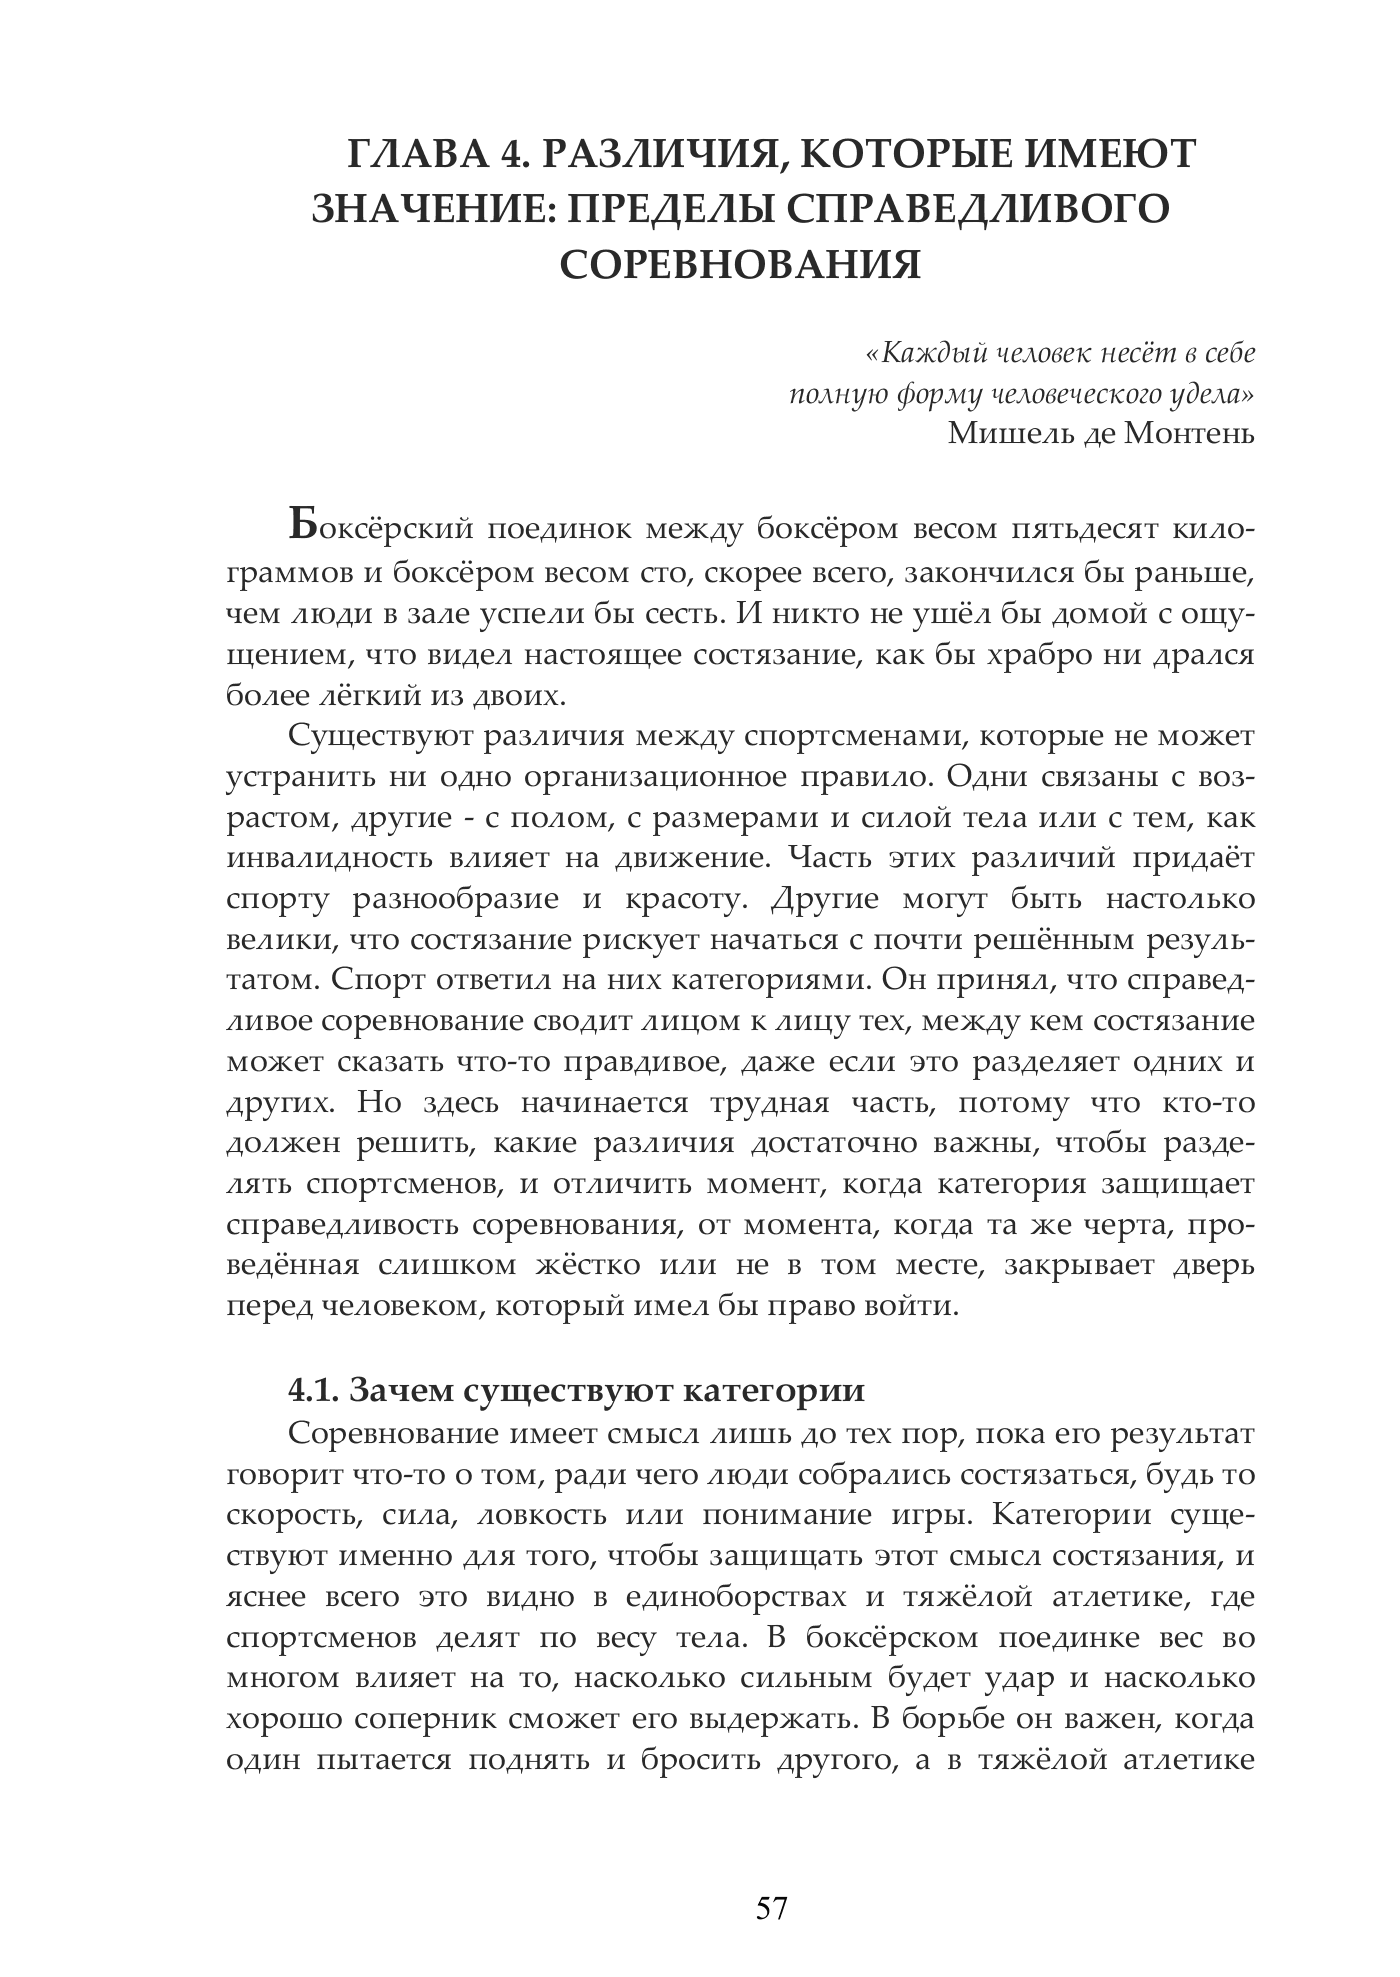 ГЛАВА 4. РАЗЛИЧИЯ, КОТОРЫЕ ИМЕЮТ
ЗНАЧЕНИЕ: ПРЕДЕЛЫ СПРАВЕДЛИВОГО
СОРЕВНОВАНИЯ
«Каждый человек несёт в себе
полную форму человеческого удела»
Мишель де Монтень
Боксёрский поединок между боксёром весом пятьдесят кило-
граммов и боксёром весом сто, скорее всего, закончился бы раньше,
чем люди в зале успели бы сесть. И никто не ушёл бы домой с ощу-
щением, что видел настоящее состязание, как бы храбро ни дрался
более лёгкий из двоих.
Существуют различия между спортсменами, которые не может
устранить ни одно организационное правило. Одни связаны с воз-
растом, другие - с полом, с размерами и силой тела или с тем, как
инвалидность влияет на движение. Часть этих различий придаёт
спорту разнообразие и красоту. Другие могут быть настолько
велики, что состязание рискует начаться с почти решённым резуль-
татом. Спорт ответил на них категориями. Он принял, что справед-
ливое соревнование сводит лицом к лицу тех, между кем состязание
может сказать что-то правдивое, даже если это разделяет одних и
других. Но здесь начинается трудная часть, потому что кто-то
должен решить, какие различия достаточно важны, чтобы разде-
лять спортсменов, и отличить момент, когда категория защищает
справедливость соревнования, от момента, когда та же черта, про-
ведённая слишком жёстко или не в том месте, закрывает дверь
перед человеком, который имел бы право войти.
4.1. Зачем существуют категории
Соревнование имеет смысл лишь до тех пор, пока его результат
говорит что-то о том, ради чего люди собрались состязаться, будь то
скорость, сила, ловкость или понимание игры. Категории суще-
ствуют именно для того, чтобы защищать этот смысл состязания, и
яснее всего это видно в единоборствах и тяжёлой атлетике, где
спортсменов делят по весу тела. В боксёрском поединке вес во
многом влияет на то, насколько сильным будет удар и насколько
хорошо соперник сможет его выдержать. В борьбе он важен, когда
один пытается поднять и бросить другого, а в тяжёлой атлетике
57